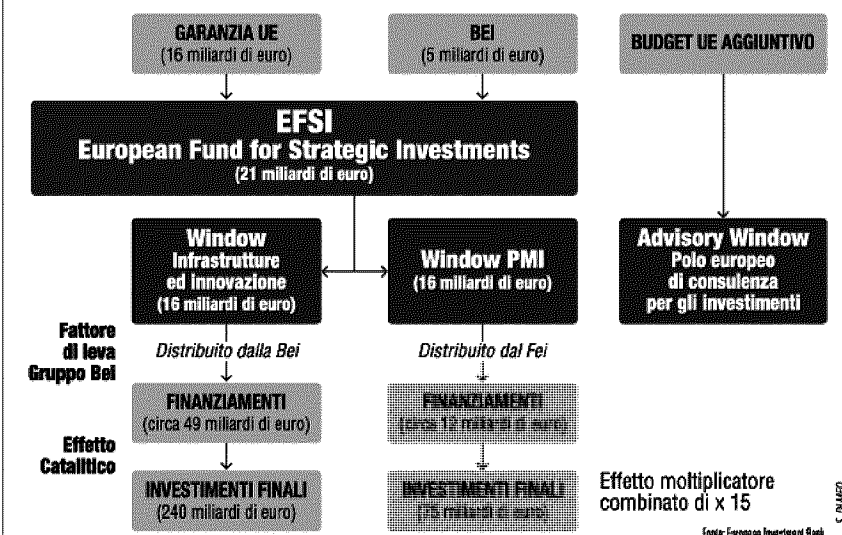 GARANZIA UE
(16 miliardi di euro)
BEI
(5 miliardi di euro)
BUDGET UE AGGIUNTIVO
EFSI
European Fund for Strategic Investments
(21 miliardi di euro)
Window
Infrastrutture
ed innovazione
(16 miliardi di euro)
Window PMI
(16 miliardi di euro)
Advisory Window
Polo europeo
di consulenza
per gli investimenti
Fattore
di leva
Gruppo Bei
Distribuito dalla Bei
Distribuito dal Fei
FINANZIAMENTI
(circa 49 miliardi di euro)
FINANZIAMENTI
(circa 12 miliardi di euro)
Effetto
Catalitico
INVESTIMENTI FINALI
(240 miliardi di euro)
INVESTIMENTI FINALI
(75 miliardi di euro)
Effetto moltiplicatore
combinato di x 15
Fonte: European Investment Bank